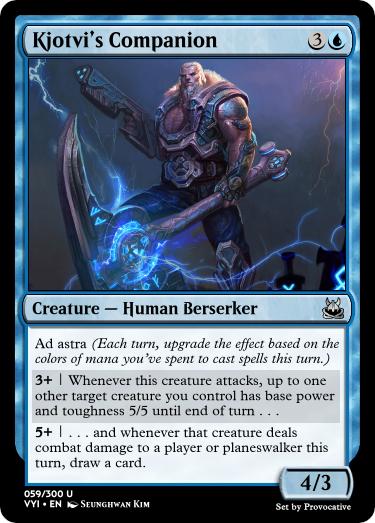 Kjotvi's Companion 3
Creature — Human Berserker
Ad astra (Each turn, upgrade the effect based on the
colors of mana you've spent to cast spells this turn.)
3+ | Whenever this creature attacks, up to one
other target creature you control has base power
and toughness 5/5 until end of turn . . .
5+ | . . . and whenever that creature deals
combat damage to a player or planeswalker this
turn, draw a card.
4/3
059/300 U
VYI • EN Seunghwan Kim
Set by Provocative